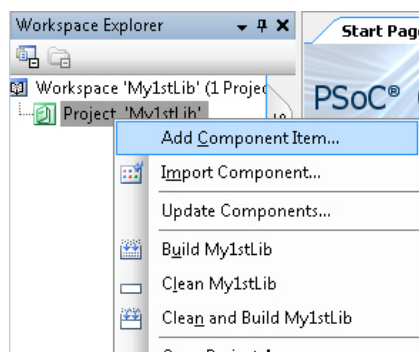 Workspace Explorer
Start Pag
Workspace 'My1stLib' (1 Projec
PSoC®
Project 'My1stLib'
Add Component Item...
Import Component...
Update Components...
Build My1stLib
Clean My1stLib
Clean and Build My1stLib